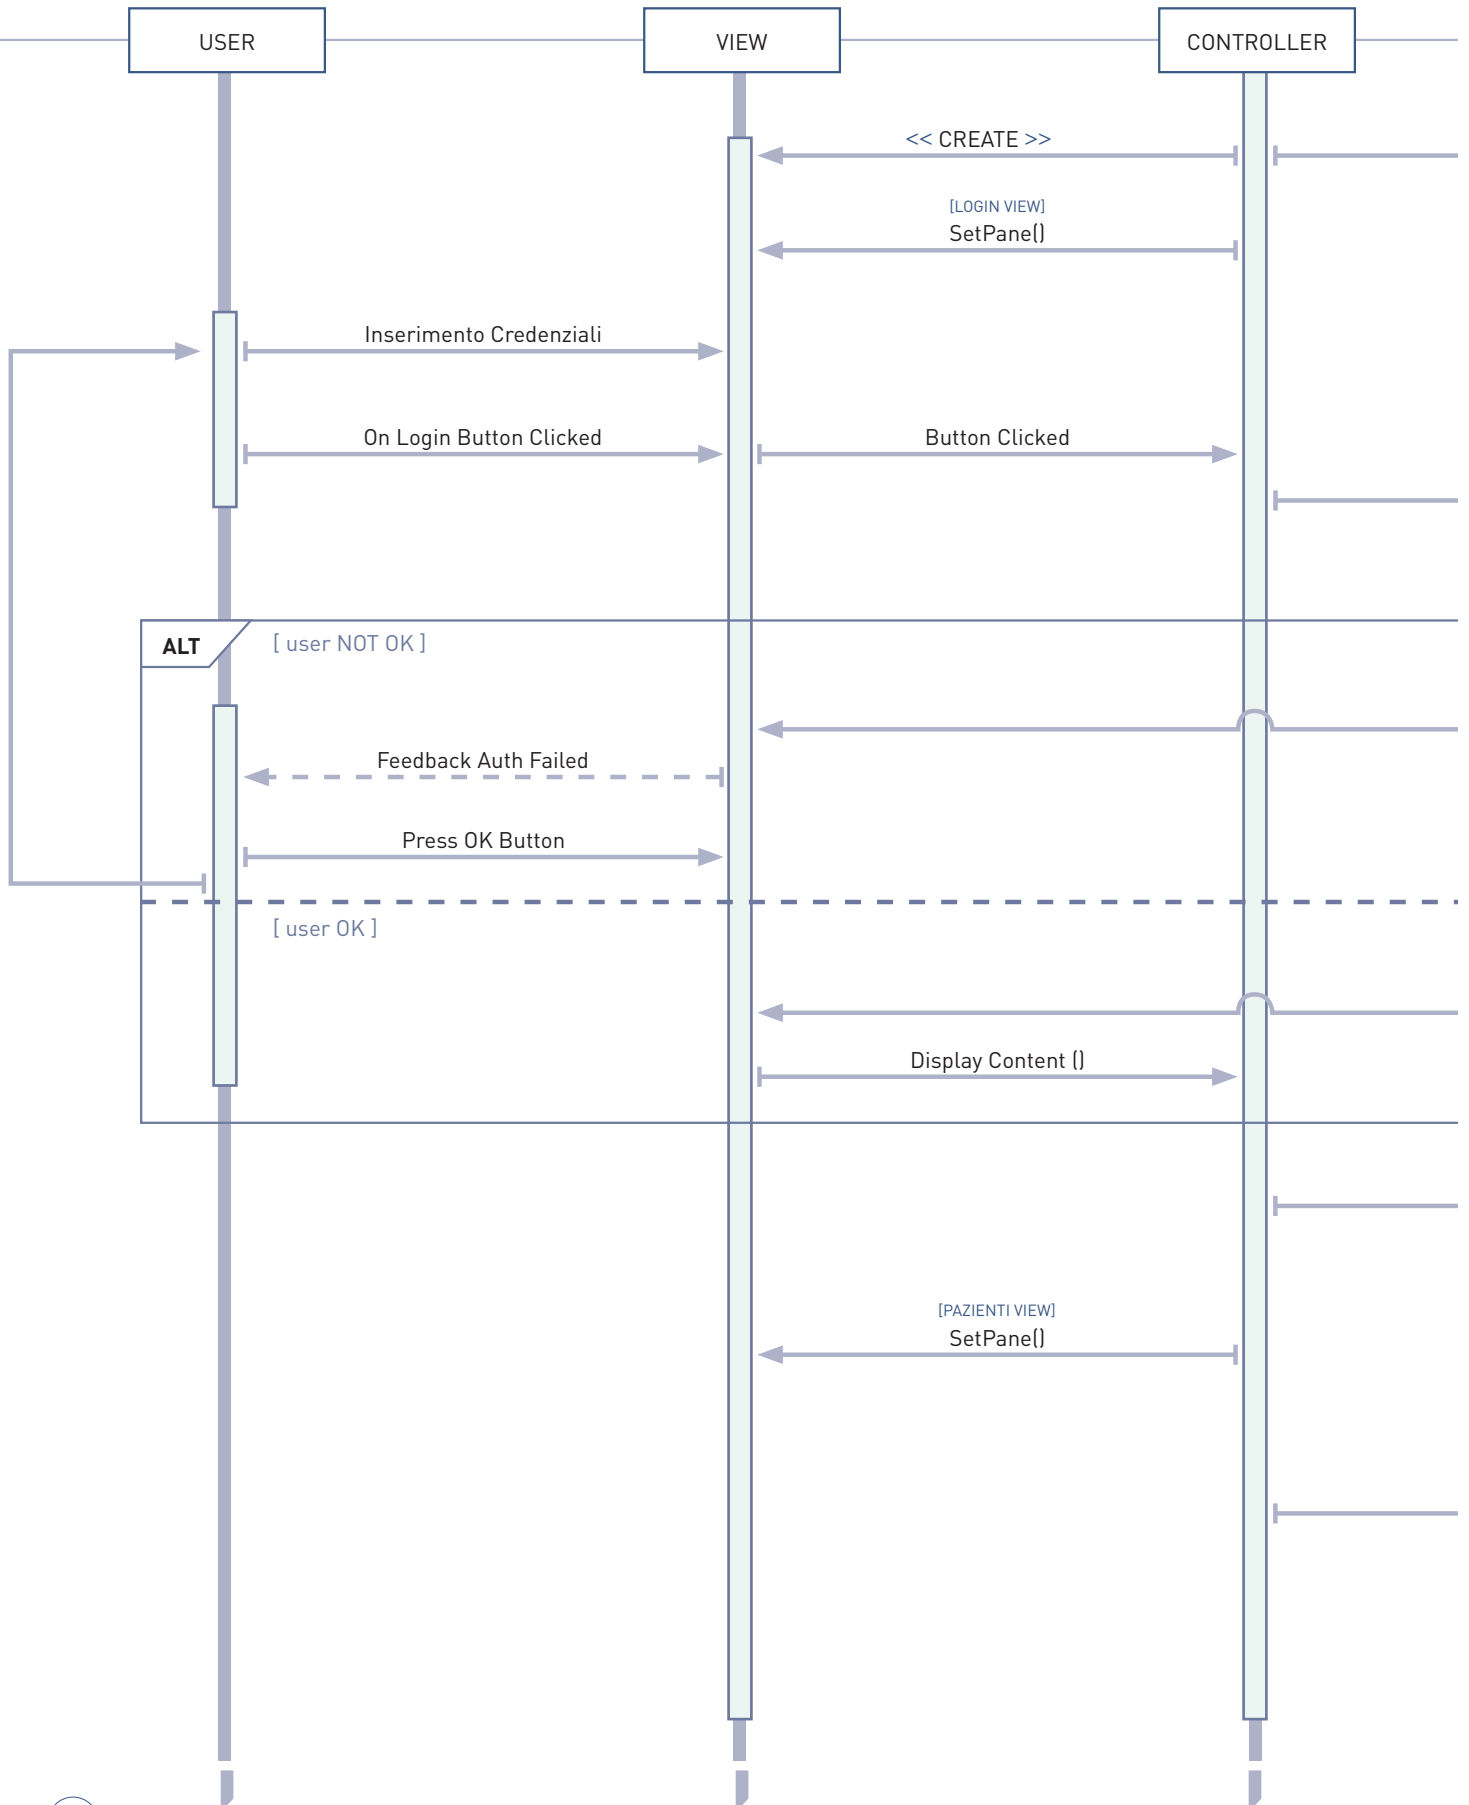 USER
VIEW
CONTROLLER
<< CREATE >>
[LOGIN VIEW]
SetPane()
Inserimento Credenziali
On Login Button Clicked
Button Clicked
ALT
[ user NOT OK ]
Feedback Auth Failed
Press OK Button
[ user OK ]
Display Content ()
[PAZIENTI VIEW]
SetPane()